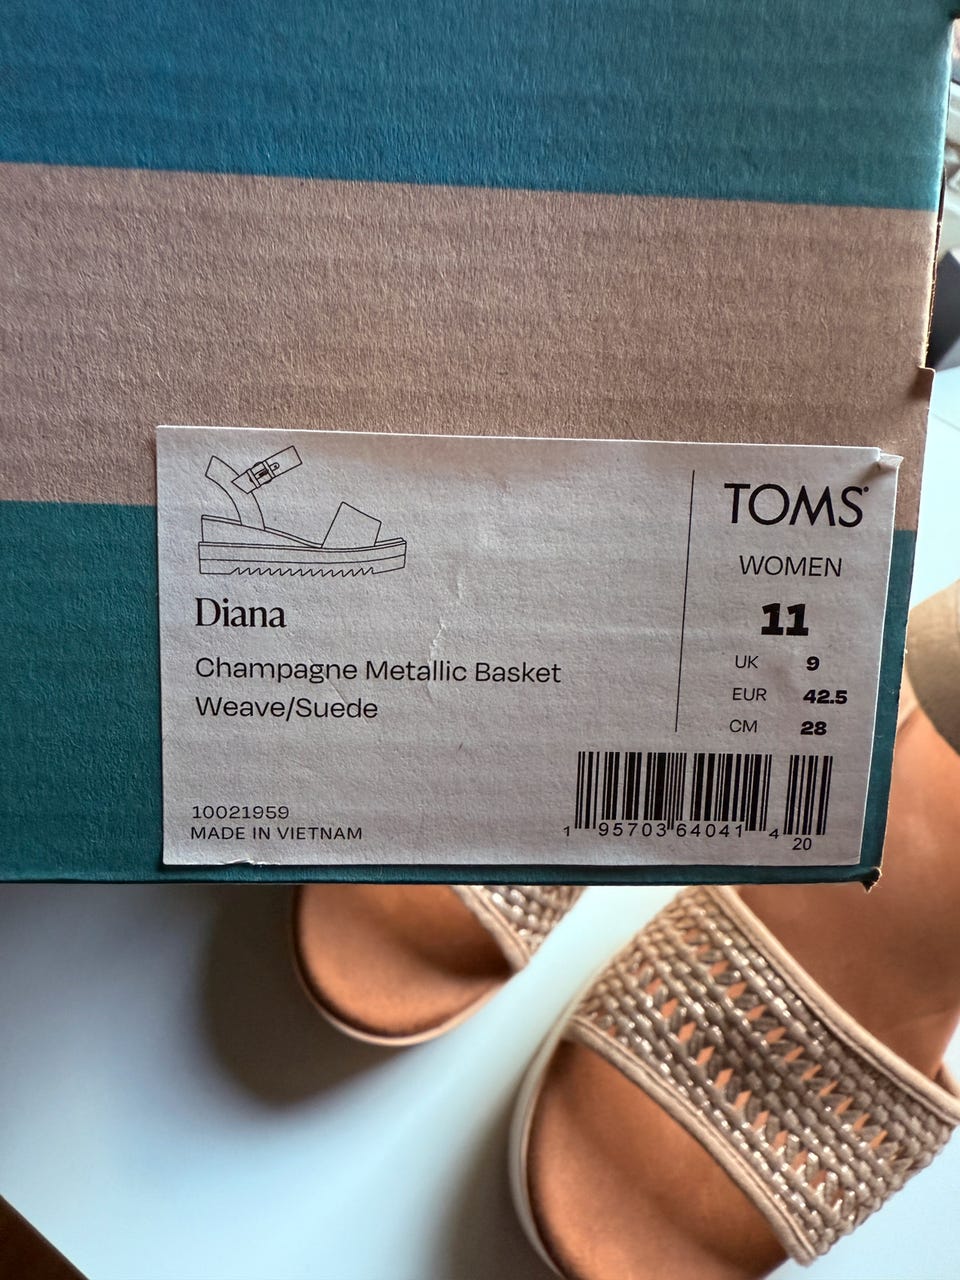 Diana
Champagne Metallic Basket
Weave/Suede
10021959
MADE IN VIETNAM
TOMS
WOMEN
11
UK 9
EUR 42.5
CM 28
1 95703 64041 4
20